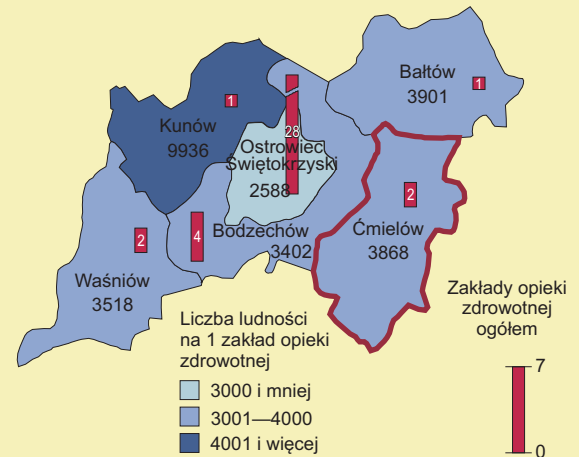 Bałtów
3901
1
1
Kunów
9936
28
Ostrowiec
Świętokrzyski
2588
2
Ćmielów
3868
4
Bodzechów
3402
2
Waśniów
3518
Liczba ludności
na 1 zakład opieki
zdrowotnej
3000 i mniej
3001—4000
4001 i więcej
Zakłady opieki
zdrowotnej
ogółem
7
0